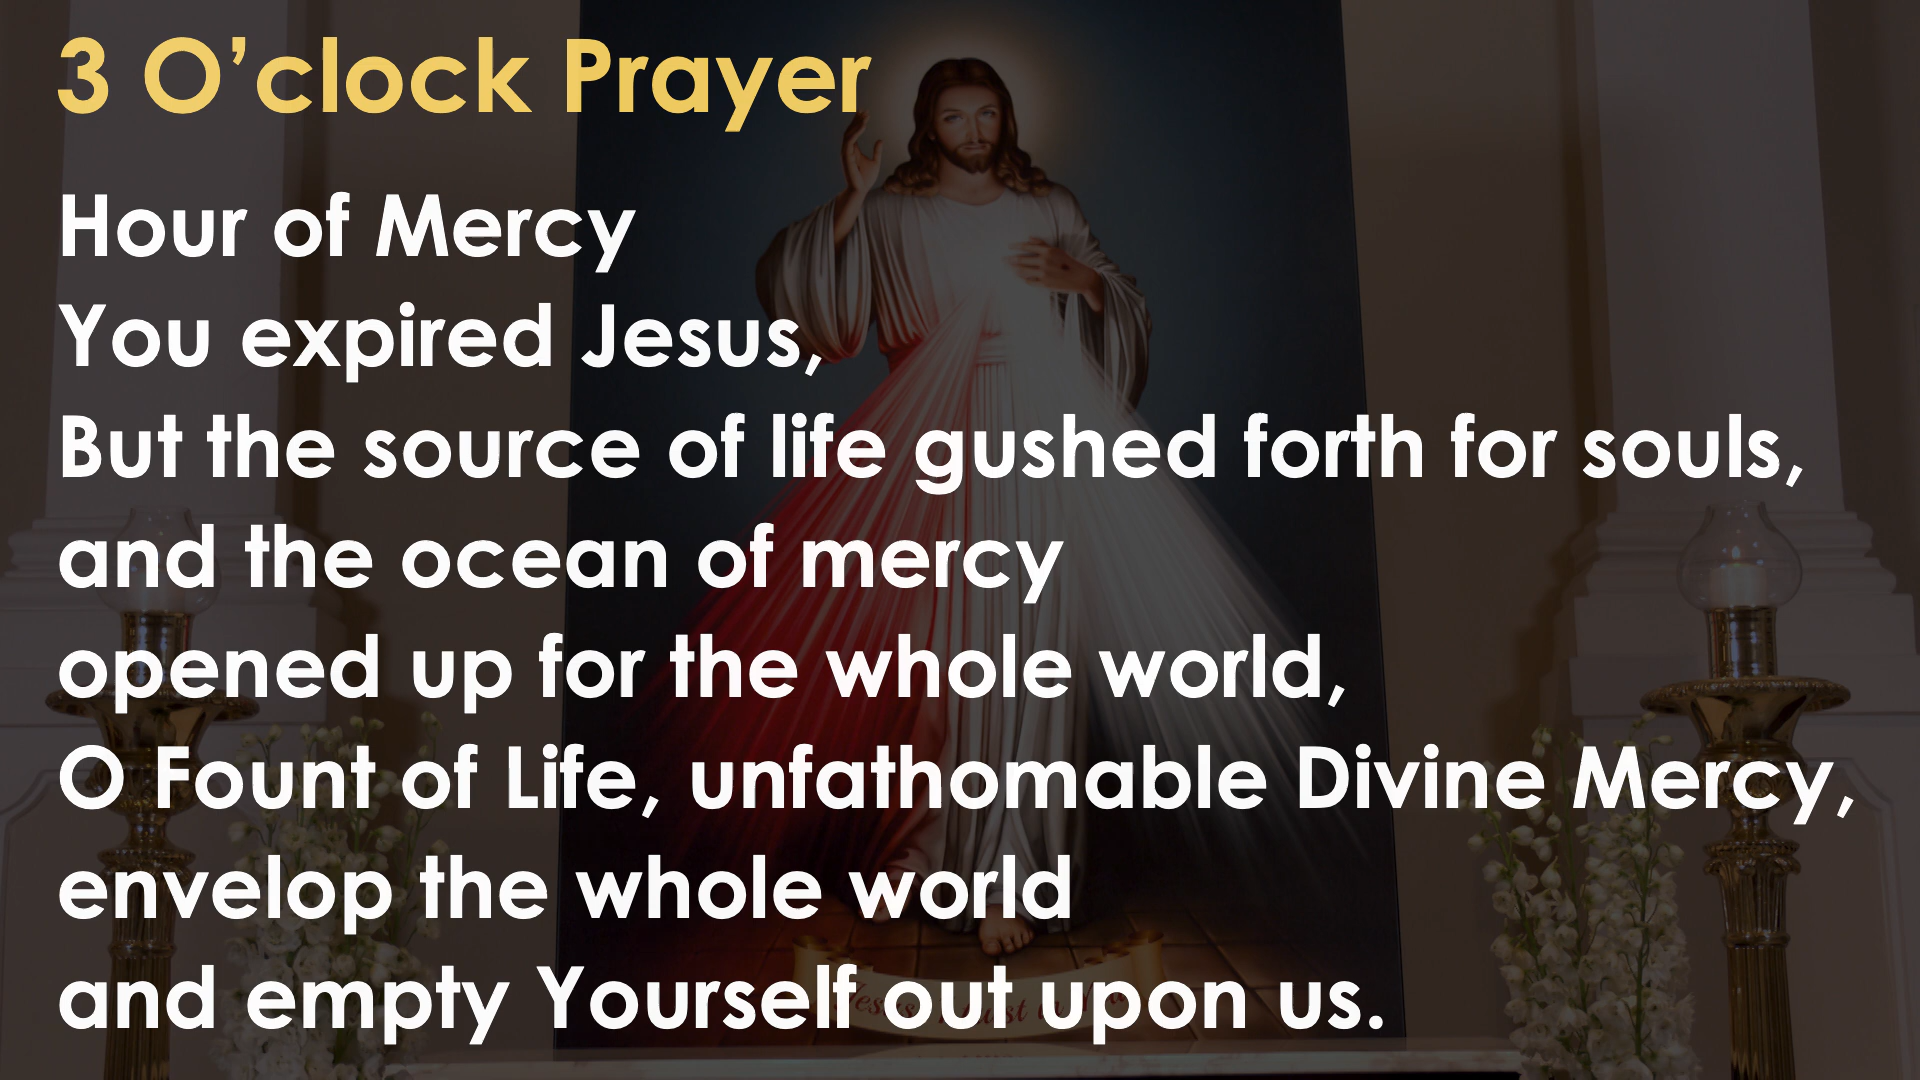 3 O’clock Prayer
Hour of Mercy
You expired Jesus,
But the source of life gushed forth for souls,
and the ocean of mercy
opened up for the whole world,
O Fount of Life, unfathomable Divine Mercy,
envelop the whole world
and empty Yourself out upon us.
Jesus